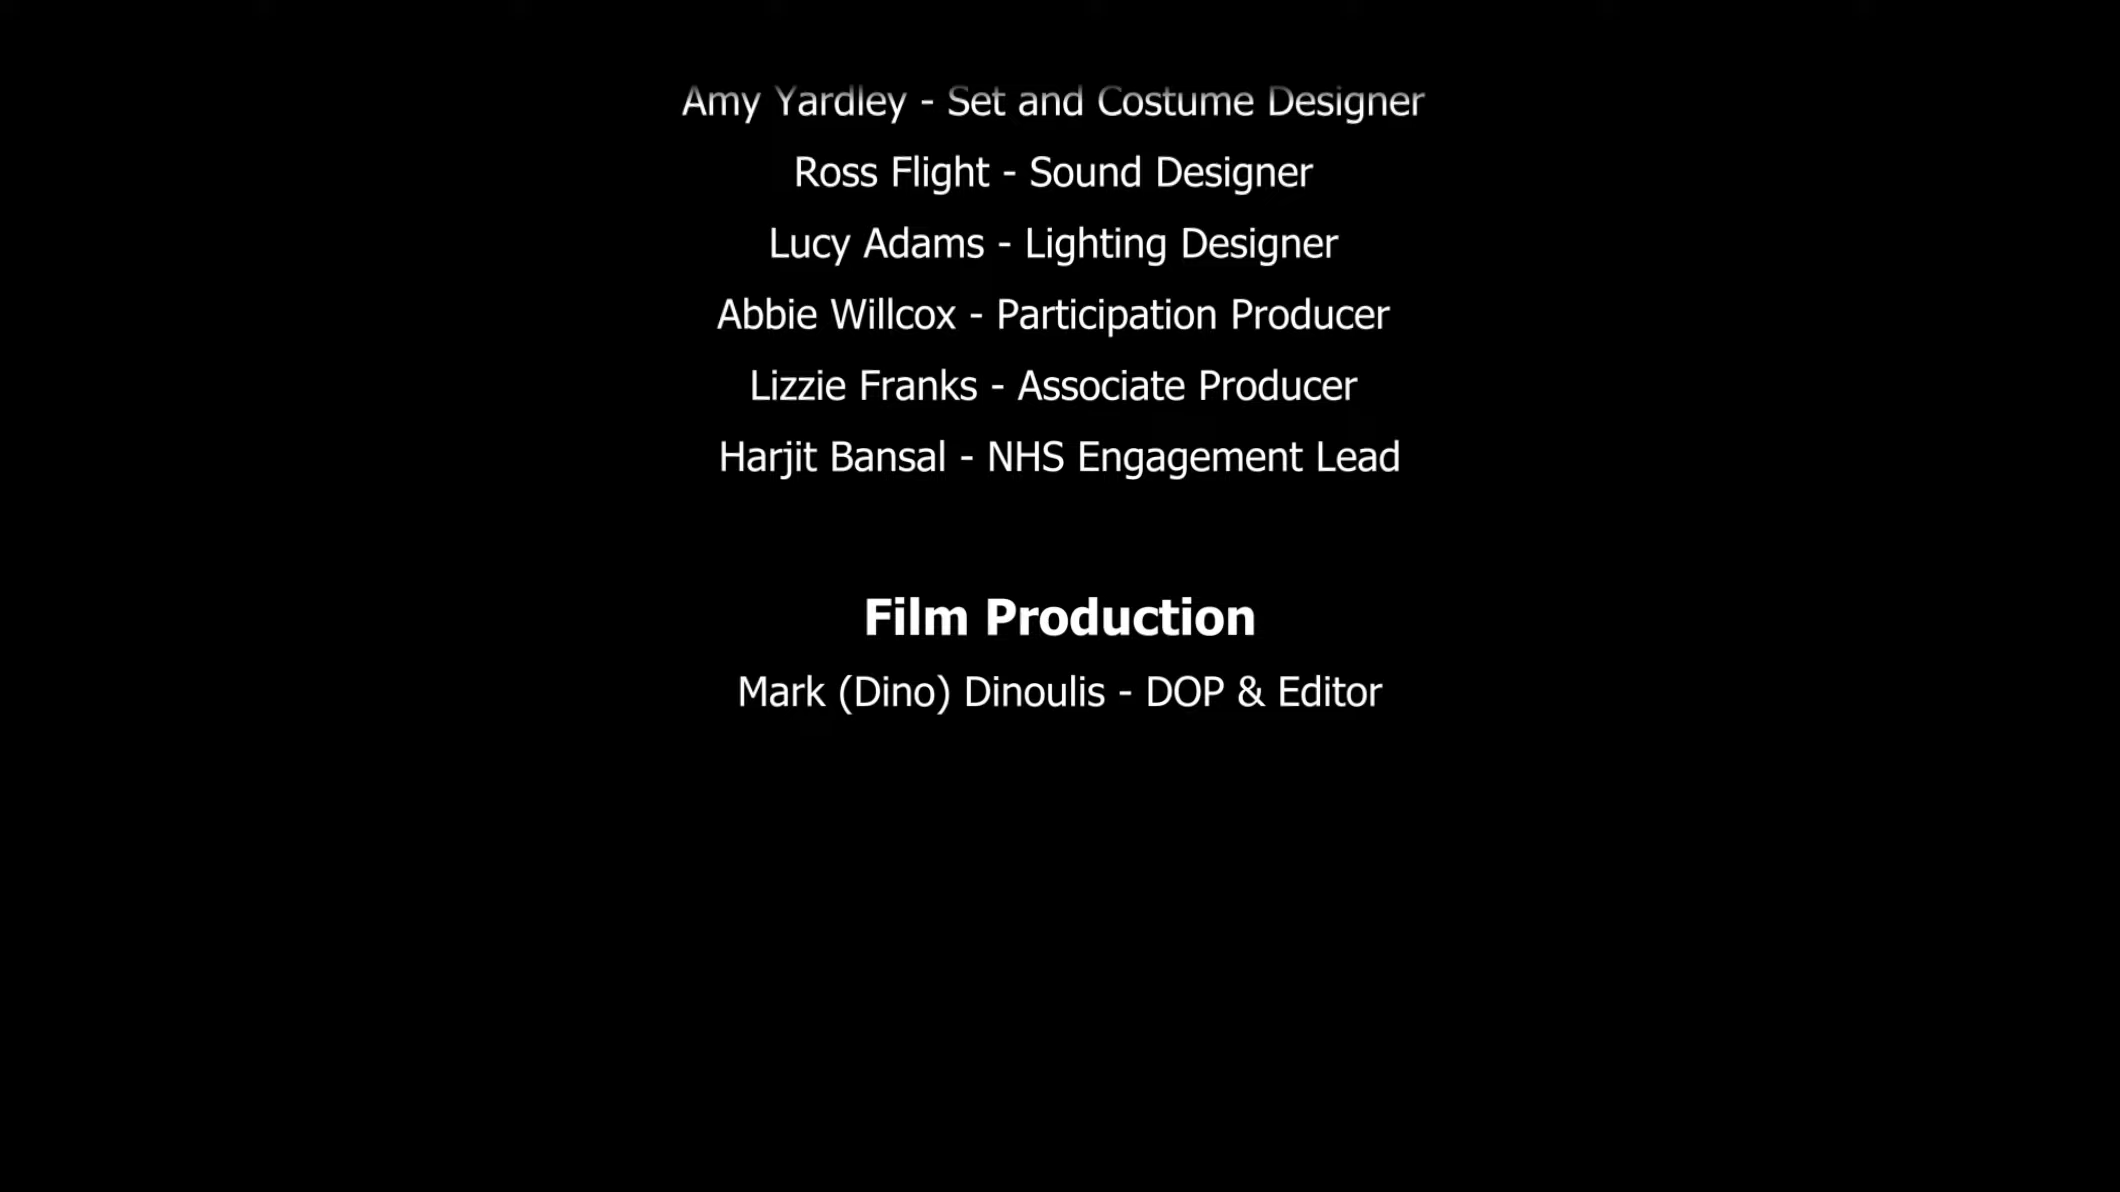 Amy Yardley - Set and Costume Designer
Ross Flight - Sound Designer
Lucy Adams - Lighting Designer
Abbie Willcox - Participation Producer
Lizzie Franks - Associate Producer
Harjit Bansal - NHS Engagement Lead
Film Production
Mark (Dino) Dinoulis - DOP & Editor